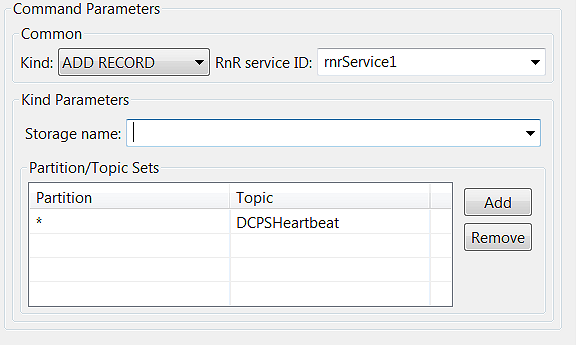 Command Parameters
Common
Kind: ADD RECORD RnR service ID: rnrService1
Kind Parameters
Storage name:
Partition/Topic Sets
Partition Topic
* DCPSHeartbeat
Add
Remove